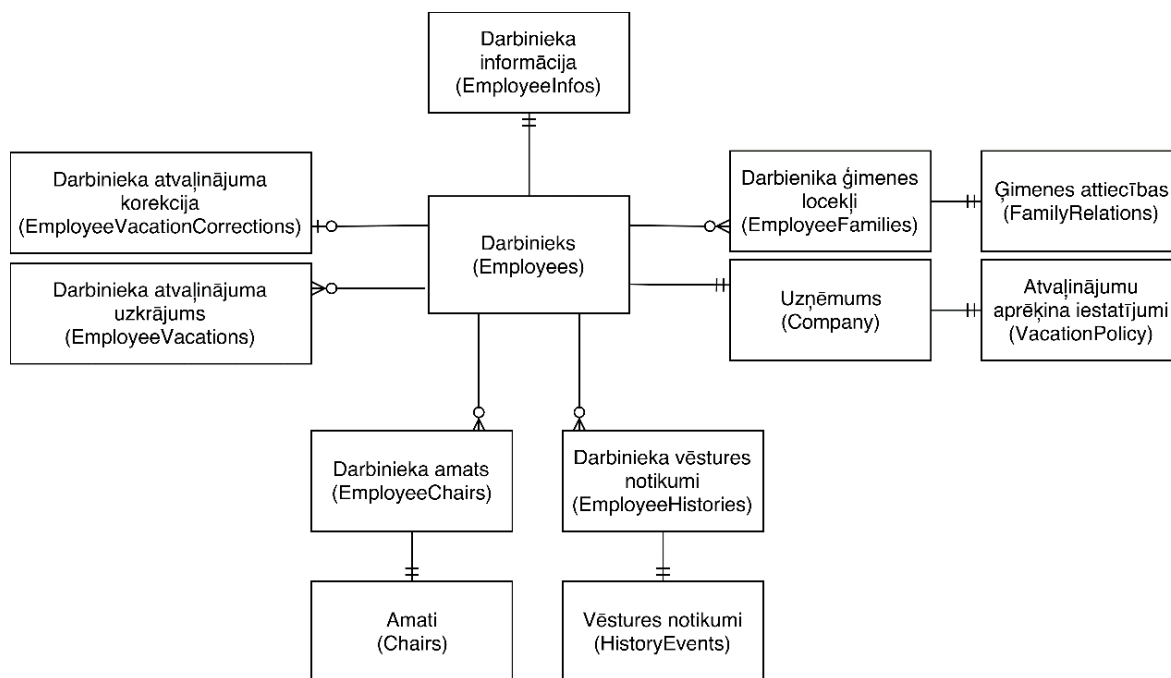 Darbinieka
informācija
(EmployeeInfos)
Darbinieka atvaļinājuma
korekcija
(EmployeeVacationCorrections)
Darbinieks
(Employees)
Darbienika ģimenes
locekļi
(EmployeeFamilies)
Ģimenes attiecības
(FamilyRelations)
Darbinieka atvaļinājuma
uzkrājums
(EmployeeVacations)
Uzņēmums
(Company)
Atvaļinājumu
aprēķina iestatījumi
(VacationPolicy)
Darbinieka amats
(EmployeeChairs)
Darbinieka vēstures
notikumi
(EmployeeHistories)
Amati
(Chairs)
Vēstures notikumi
(HistoryEvents)